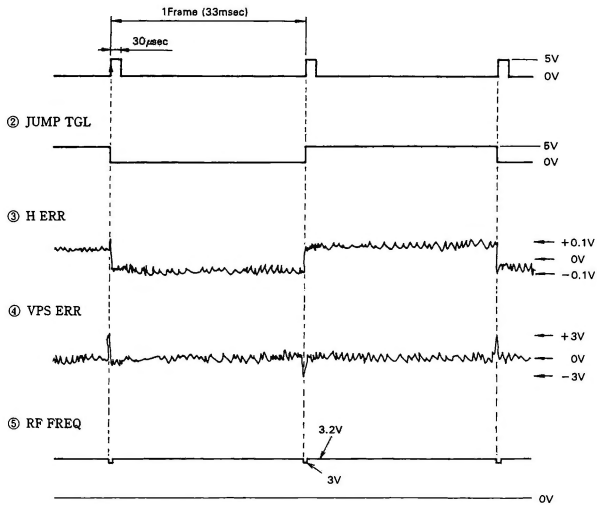 1Frame (33msec)
30μsec
5V
0V
② JUMP TGL
5V
0V
③ H ERR
+0.1V
0V
−0.1V
④ VPS ERR
+3V
0V
−3V
⑤ RF FREQ
3.2V
3V
0V